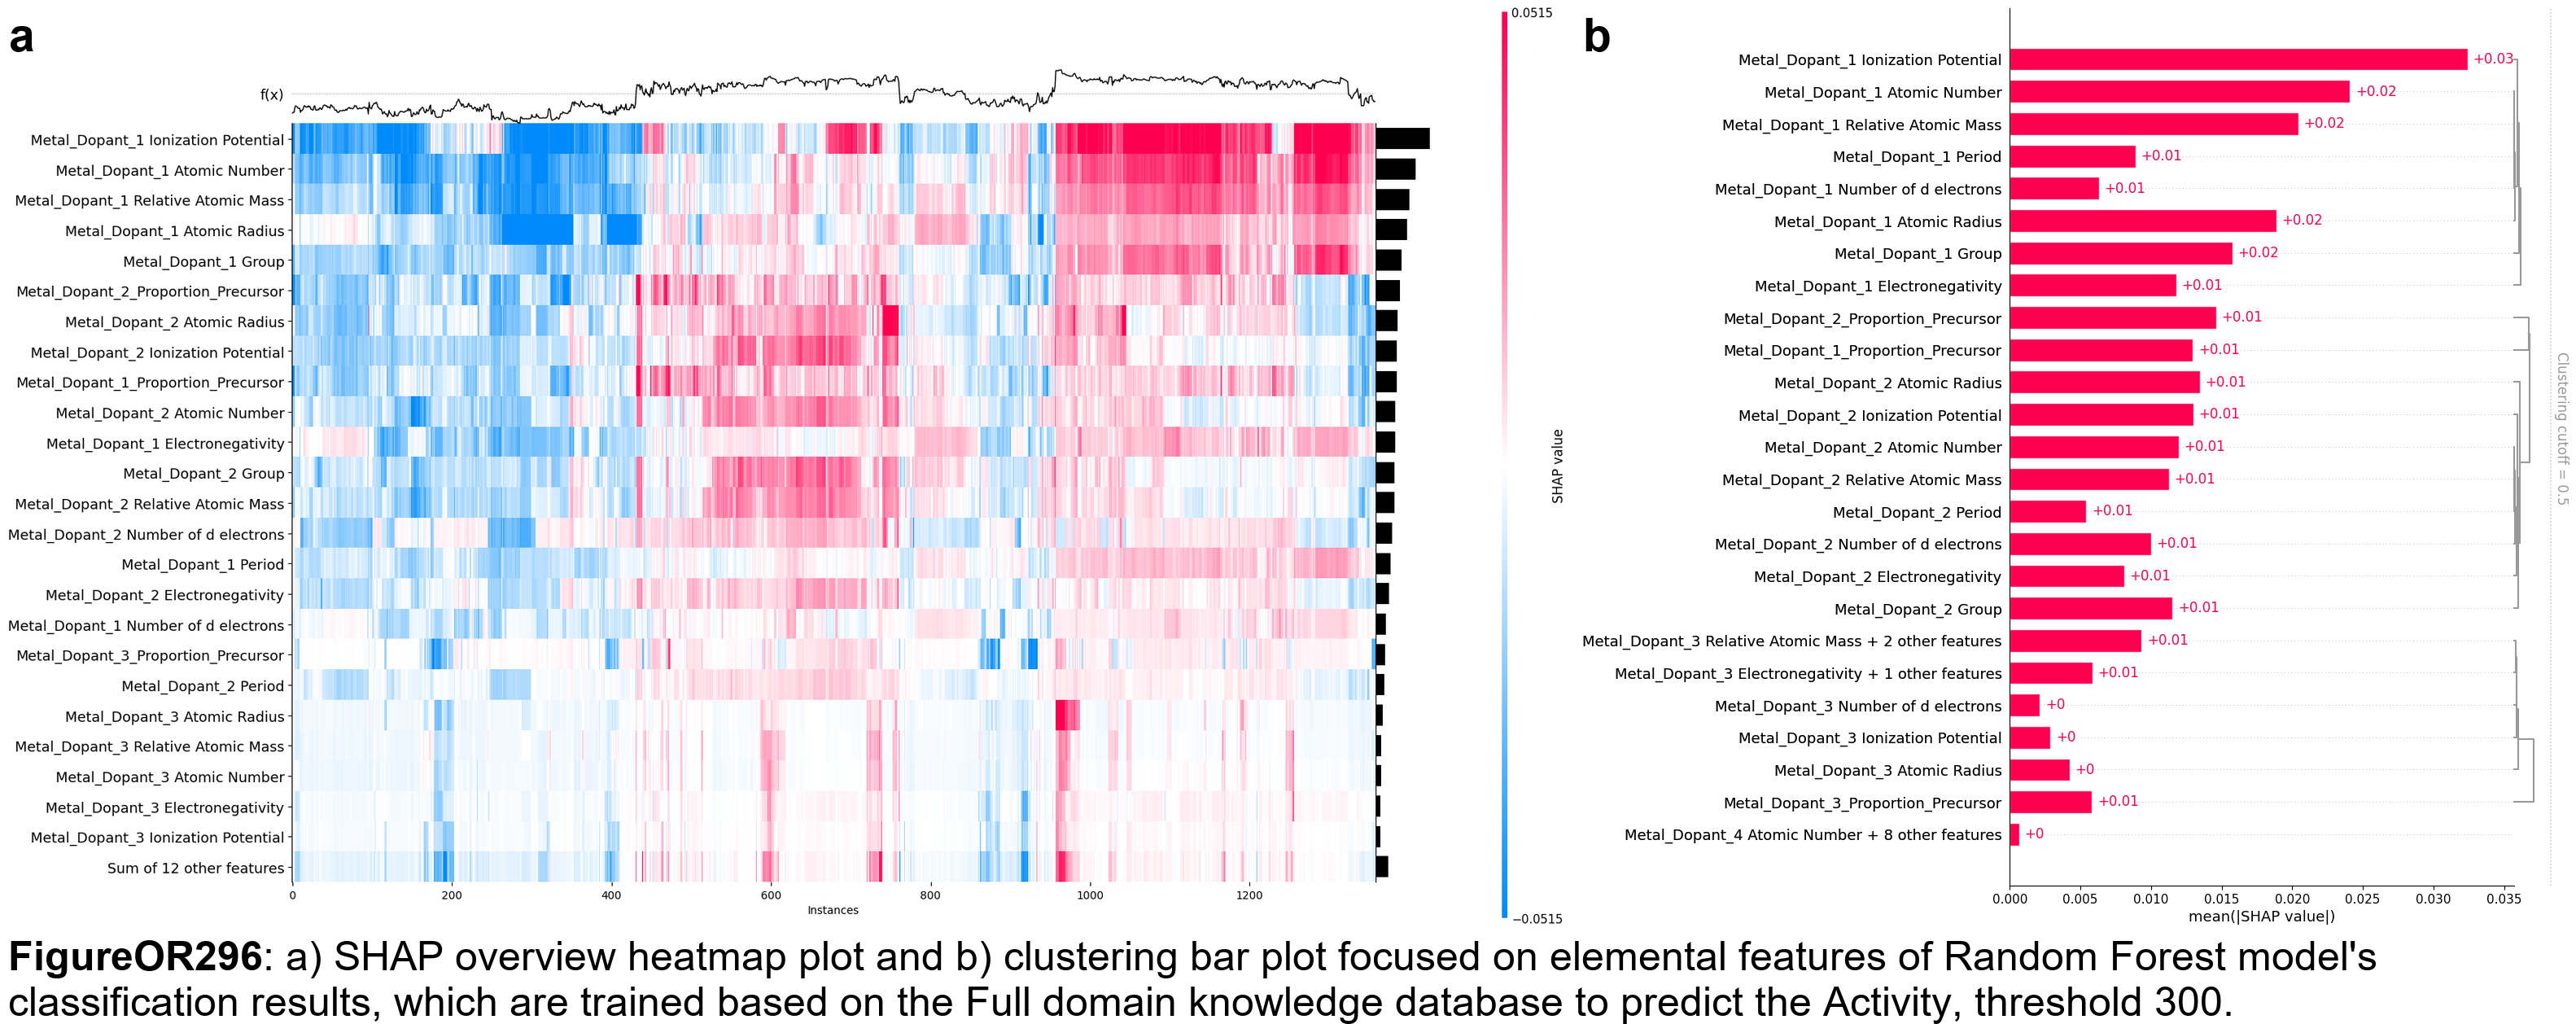 a
f(x)
Metal_Dopant_1 Ionization Potential
Metal_Dopant_1 Atomic Number
Metal_Dopant_1 Relative Atomic Mass
Metal_Dopant_1 Atomic Radius
Metal_Dopant_1 Group
Metal_Dopant_2_Proportion_Precursor
Metal_Dopant_2 Atomic Radius
Metal_Dopant_2 Ionization Potential
Metal_Dopant_1_Proportion_Precursor
Metal_Dopant_2 Atomic Number
Metal_Dopant_1 Electronegativity
Metal_Dopant_2 Group
Metal_Dopant_2 Relative Atomic Mass
Metal_Dopant_2 Number of d electrons
Metal_Dopant_1 Period
Metal_Dopant_2 Electronegativity
Metal_Dopant_1 Number of d electrons
Metal_Dopant_3_Proportion_Precursor
Metal_Dopant_2 Period
Metal_Dopant_3 Atomic Radius
Metal_Dopant_3 Relative Atomic Mass
Metal_Dopant_3 Atomic Number
Metal_Dopant_3 Electronegativity
Metal_Dopant_3 Ionization Potential
Sum of 12 other features
0 200 400 600 800 1000 1200
Instances
0.0515
SHAP value
−0.0515
b
Metal_Dopant_1 Ionization Potential +0.03
Metal_Dopant_1 Atomic Number +0.02
Metal_Dopant_1 Relative Atomic Mass +0.02
Metal_Dopant_1 Period +0.01
Metal_Dopant_1 Number of d electrons +0.01
Metal_Dopant_1 Atomic Radius +0.02
Metal_Dopant_1 Group +0.02
Metal_Dopant_1 Electronegativity +0.01
Metal_Dopant_2_Proportion_Precursor +0.01
Metal_Dopant_1_Proportion_Precursor +0.01
Metal_Dopant_2 Atomic Radius +0.01
Metal_Dopant_2 Ionization Potential +0.01
Metal_Dopant_2 Atomic Number +0.01
Metal_Dopant_2 Relative Atomic Mass +0.01
Metal_Dopant_2 Period +0.01
Metal_Dopant_2 Number of d electrons +0.01
Metal_Dopant_2 Electronegativity +0.01
Metal_Dopant_2 Group +0.01
Metal_Dopant_3 Relative Atomic Mass + 2 other features +0.01
Metal_Dopant_3 Electronegativity + 1 other features +0.01
Metal_Dopant_3 Number of d electrons +0
Metal_Dopant_3 Ionization Potential +0
Metal_Dopant_3 Atomic Radius +0
Metal_Dopant_3_Proportion_Precursor +0.01
Metal_Dopant_4 Atomic Number + 8 other features +0
0.000 0.005 0.010 0.015 0.020 0.025 0.030 0.035
mean(|SHAP value|)
Clustering cutoff = 0.5
FigureOR296: a) SHAP overview heatmap plot and b) clustering bar plot focused on elemental features of Random Forest model's
classification results, which are trained based on the Full domain knowledge database to predict the Activity, threshold 300.